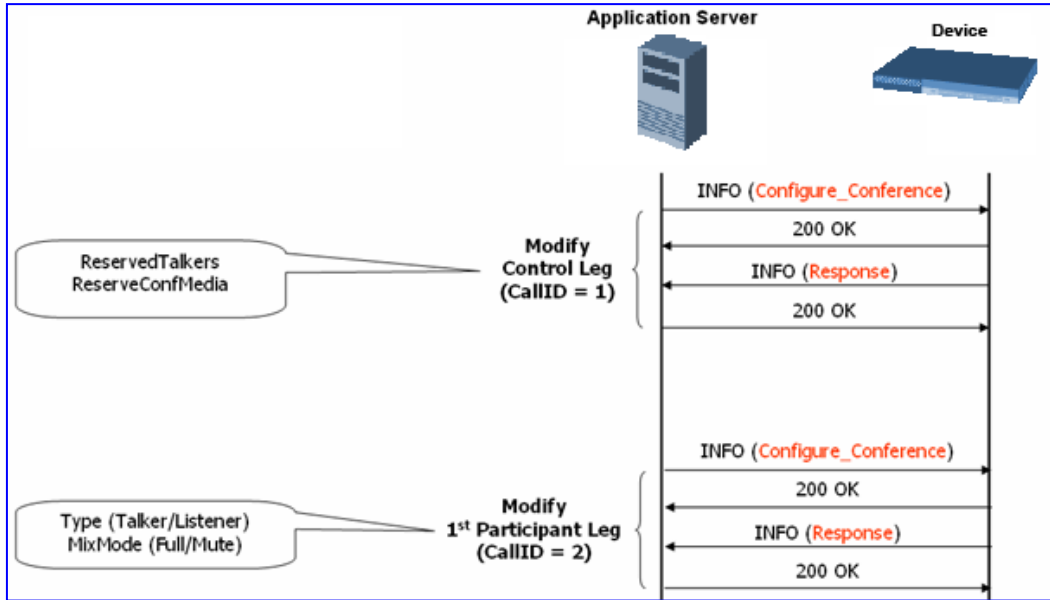 Application Server
Device
INFO (Configure_Conference)
200 OK
ReservedTalkers
ReserveConfMedia
Modify
Control Leg
(CallID = 1)
INFO (Response)
200 OK
INFO (Configure_Conference)
200 OK
Type (Talker/Listener)
MixMode (Full/Mute)
Modify
1st Participant Leg
(CallID = 2)
INFO (Response)
200 OK